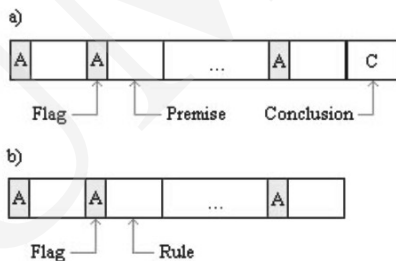 a)
A A ... A C
Flag Premise Conclusion
b)
A A ... A
Flag Rule